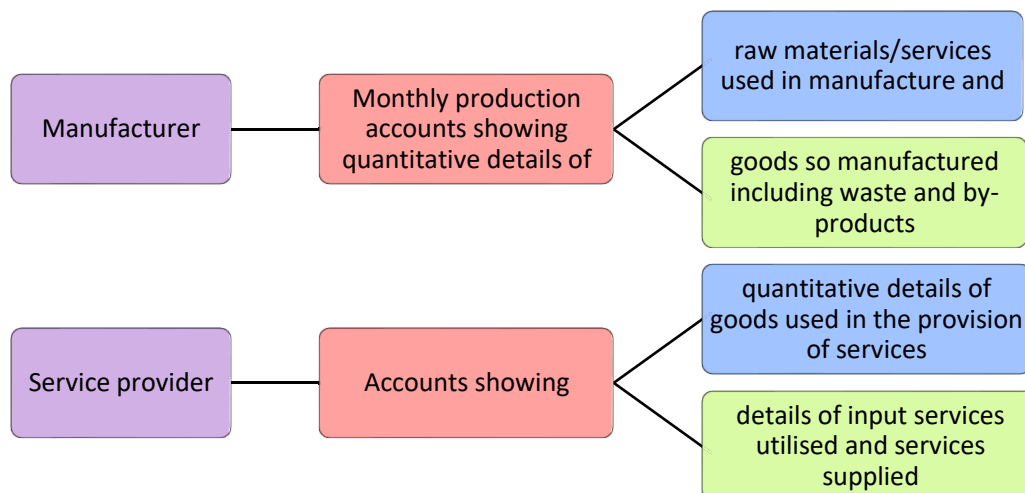 Manufacturer
Monthly production
accounts showing
quantitative details of
raw materials/services
used in manufacture and
goods so manufactured
including waste and by-
products
Service provider
Accounts showing
quantitative details of
goods used in the provision
of services
details of input services
utilised and services
supplied